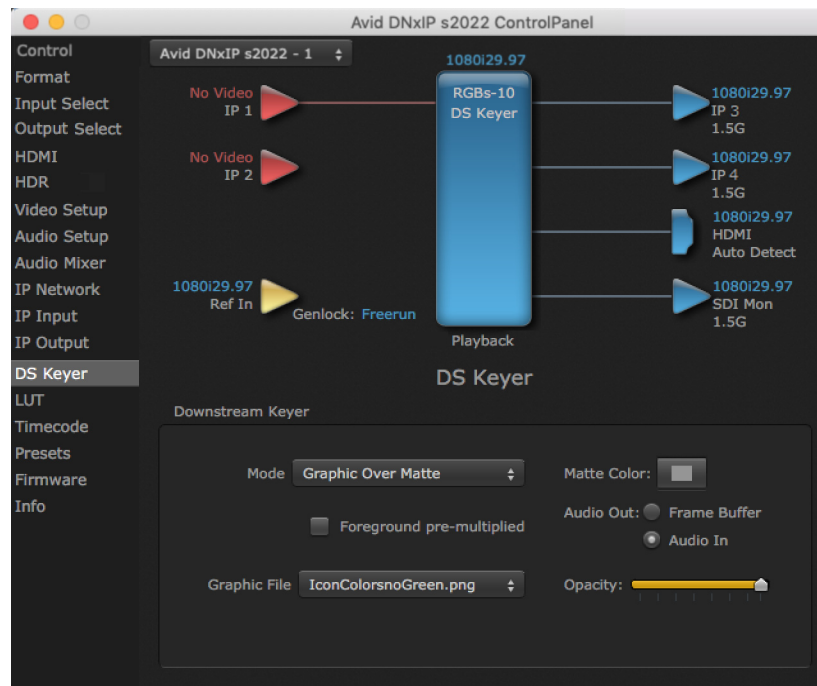 Avid DNxIP s2022 ControlPanel
Control
Format
Input Select
Output Select
HDMI
HDR
Video Setup
Audio Setup
Audio Mixer
IP Network
IP Input
IP Output
DS Keyer
LUT
Timecode
Presets
Firmware
Info
Avid DNxIP s2022 - 1
1080i29.97
No Video
IP 1
RGBs-10
DS Keyer
1080i29.97
IP 3
1.5G
No Video
IP 2
1080i29.97
IP 4
1.5G
1080i29.97
HDMI
Auto Detect
1080i29.97
Ref In
Genlock: Freerun
1080i29.97
SDI Mon
1.5G
Playback
DS Keyer
Downstream Keyer
Mode Graphic Over Matte
Matte Color:
Foreground pre-multiplied
Audio Out: Frame Buffer
Audio In
Graphic File IconColorsnoGreen.png
Opacity: